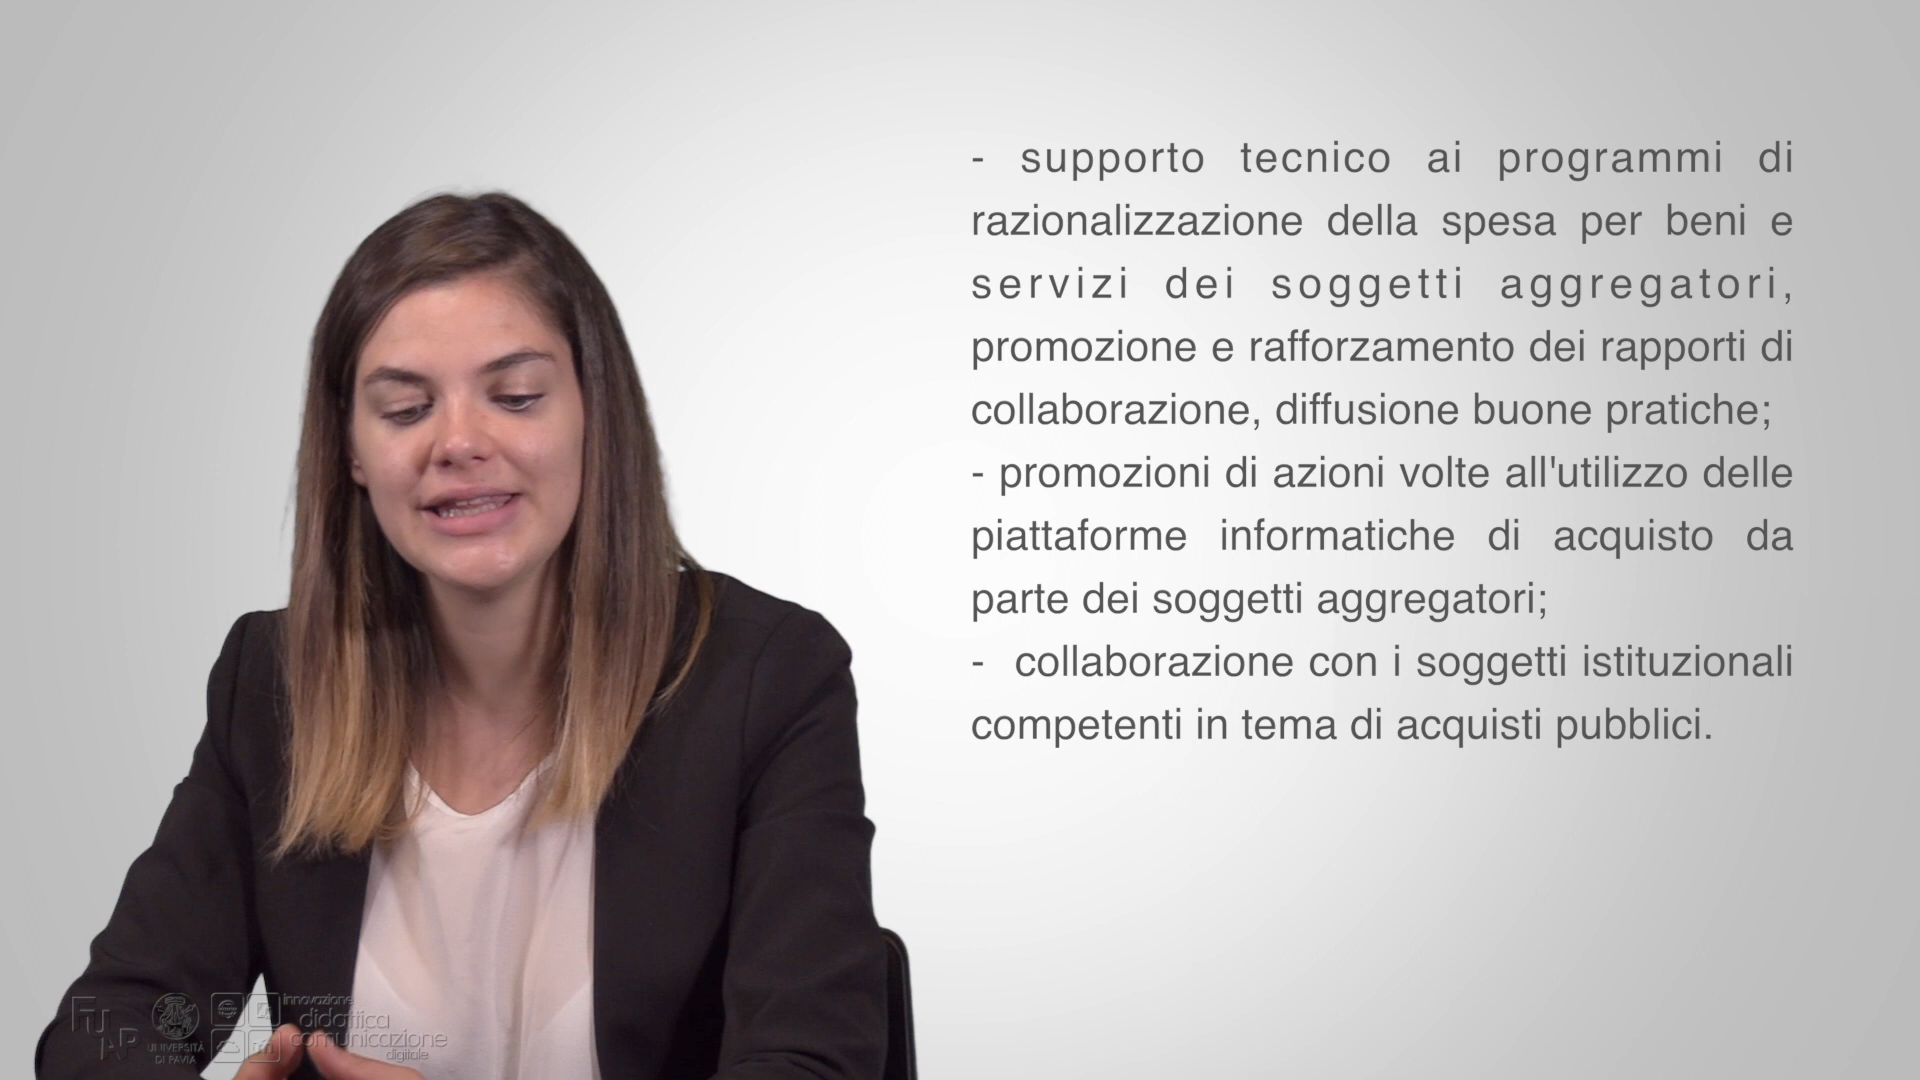 - supporto tecnico ai programmi di
razionalizzazione della spesa per beni e
servizi dei soggetti aggregatori,
promozione e rafforzamento dei rapporti di
collaborazione, diffusione buone pratiche;
- promozioni di azioni volte all'utilizzo delle
piattaforme informatiche di acquisto da
parte dei soggetti aggregatori;
- collaborazione con i soggetti istituzionali
competenti in tema di acquisti pubblici.
UNIVERSITÀ
DI PAVIA
innovazione
didattica
comunicazione
digitale